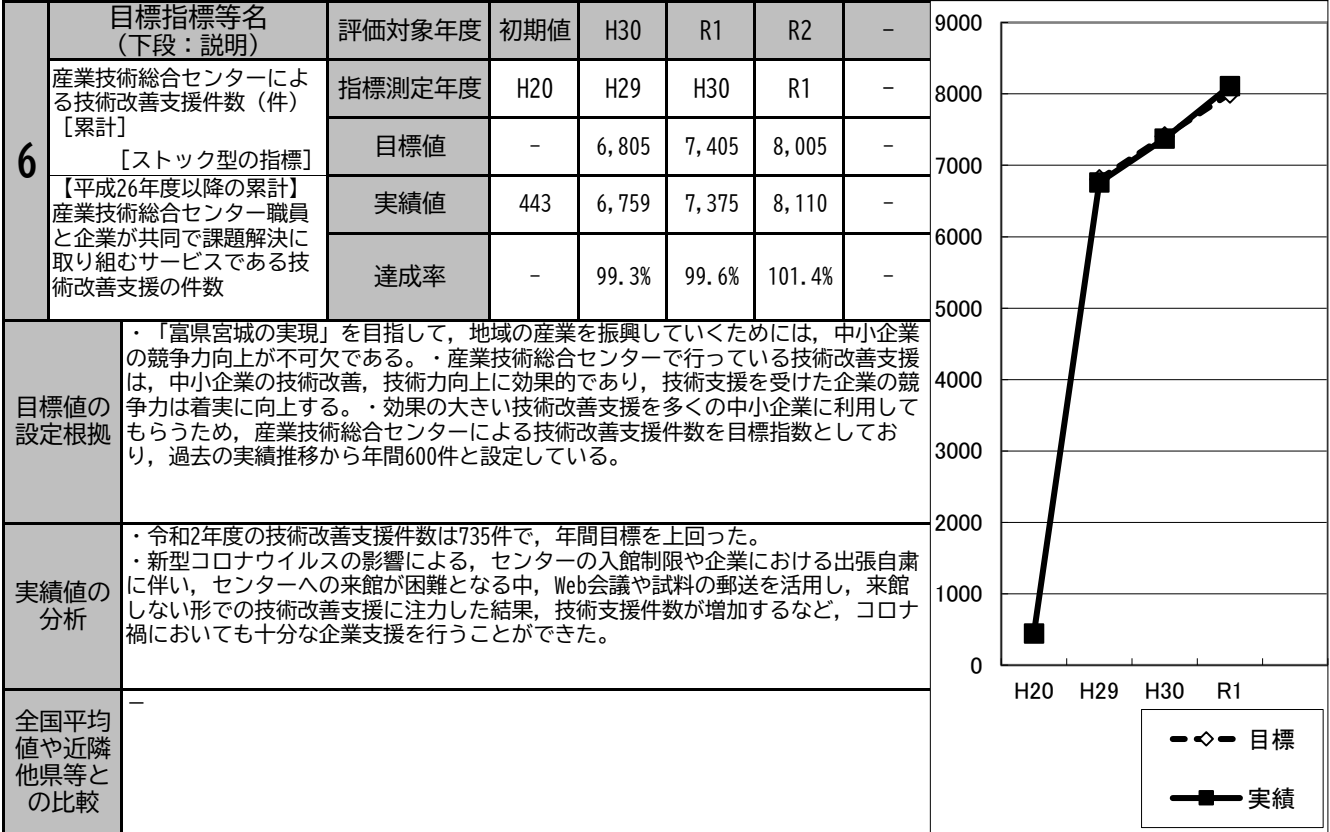 6
目標指標等名
（下段：説明）
評価対象年度 初期値 H30 R1 R2 －
産業技術総合センターによ
る技術改善支援件数（件）
［累計］
［ストック型の指標］
指標測定年度 H20 H29 H30 R1 －
目標値 － 6,805 7,405 8,005 －
【平成26年度以降の累計】
産業技術総合センター職員
と企業が共同で課題解決に
取り組むサービスである技
術改善支援の件数
実績値 443 6,759 7,375 8,110 －
達成率 － 99.3% 99.6% 101.4% －
目標値の
設定根拠
・「富県宮城の実現」を目指して，地域の産業を振興していくためには，中小企業
の競争力向上が不可欠である。・産業技術総合センターで行っている技術改善支援
は，中小企業の技術改善，技術力向上に効果的であり，技術支援を受けた企業の競
争力は着実に向上する。・効果の大きい技術改善支援を多くの中小企業に利用して
もらうため，産業技術総合センターによる技術改善支援件数を目標指数としてお
り，過去の実績推移から年間600件と設定している。
実績値の
分析
・令和2年度の技術改善支援件数は735件で，年間目標を上回った。
・新型コロナウイルスの影響による，センターの入館制限や企業における出張自粛
に伴い，センターへの来館が困難となる中，Web会議や試料の郵送を活用し，来館
しない形での技術改善支援に注力した結果，技術支援件数が増加するなど，コロナ
禍においても十分な企業支援を行うことができた。
全国平均
値や近隣
他県等と
の比較
－
9000
8000
7000
6000
5000
4000
3000
2000
1000
0
H20 H29 H30 R1
目標
実績